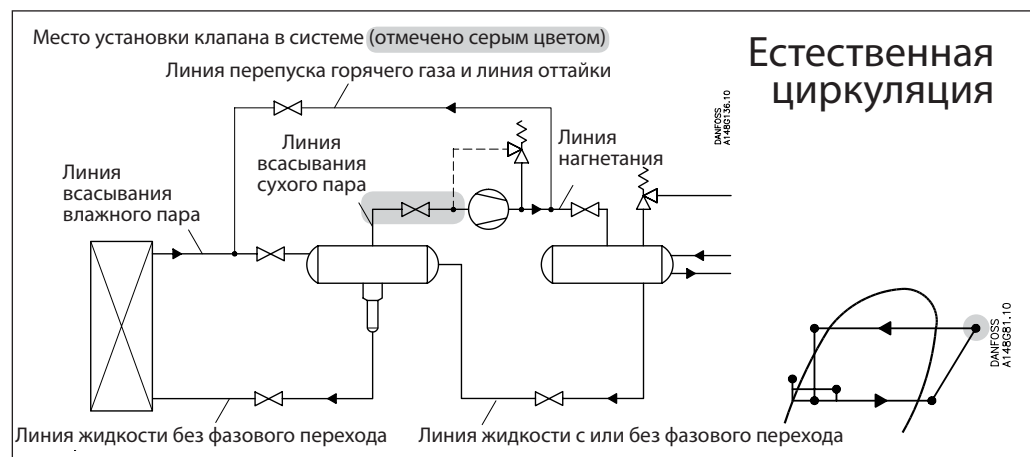 Место установки клапана в системе (отмечено серым цветом)
Естественная
циркуляция
Линия перепуска горячего газа и линия оттайки
DANFOSS
A148G136.10
Линия
всасывания
сухого пара
Линия
нагнетания
Линия
всасывания
влажного пара
DANFOSS
A148G81.10
Линия жидкости без фазового перехода
Линия жидкости с или без фазового перехода